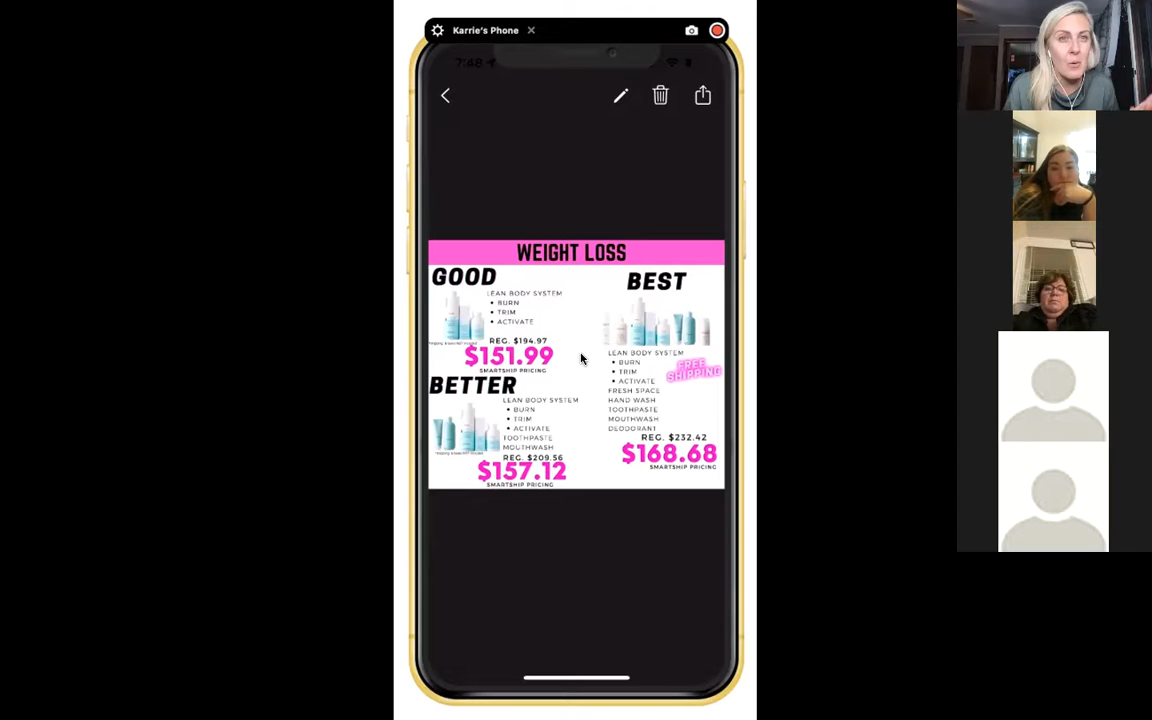 Karrie's Phone
7:48
WEIGHT LOSS
GOOD
LEAN BODY SYSTEM
• BURN
• TRIM
• ACTIVATE
REG. $194.97
$151.99
SMARTSHIP PRICING
BETTER
LEAN BODY SYSTEM
• BURN
• TRIM
• ACTIVATE
TOOTHPASTE
MOUTHWASH
REG. $209.56
$157.12
SMARTSHIP PRICING
BEST
LEAN BODY SYSTEM
• BURN
• TRIM
• ACTIVATE
FREE
SHIPPING
FRESH SPACE
HAND WASH
TOOTHPASTE
MOUTHWASH
DEODORANT
REG. $232.42
$168.68
SMARTSHIP PRICING